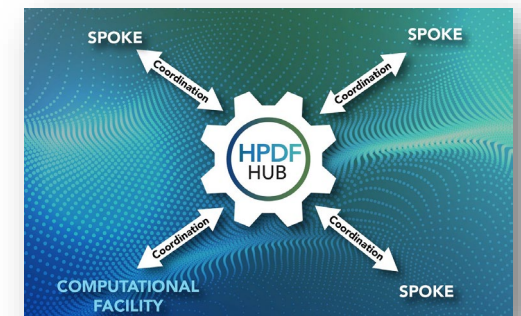 SPOKE
SPOKE
Coordination
Coordination
HPDF
HUB
Coordination
Coordination
COMPUTATIONAL
FACILITY
SPOKE